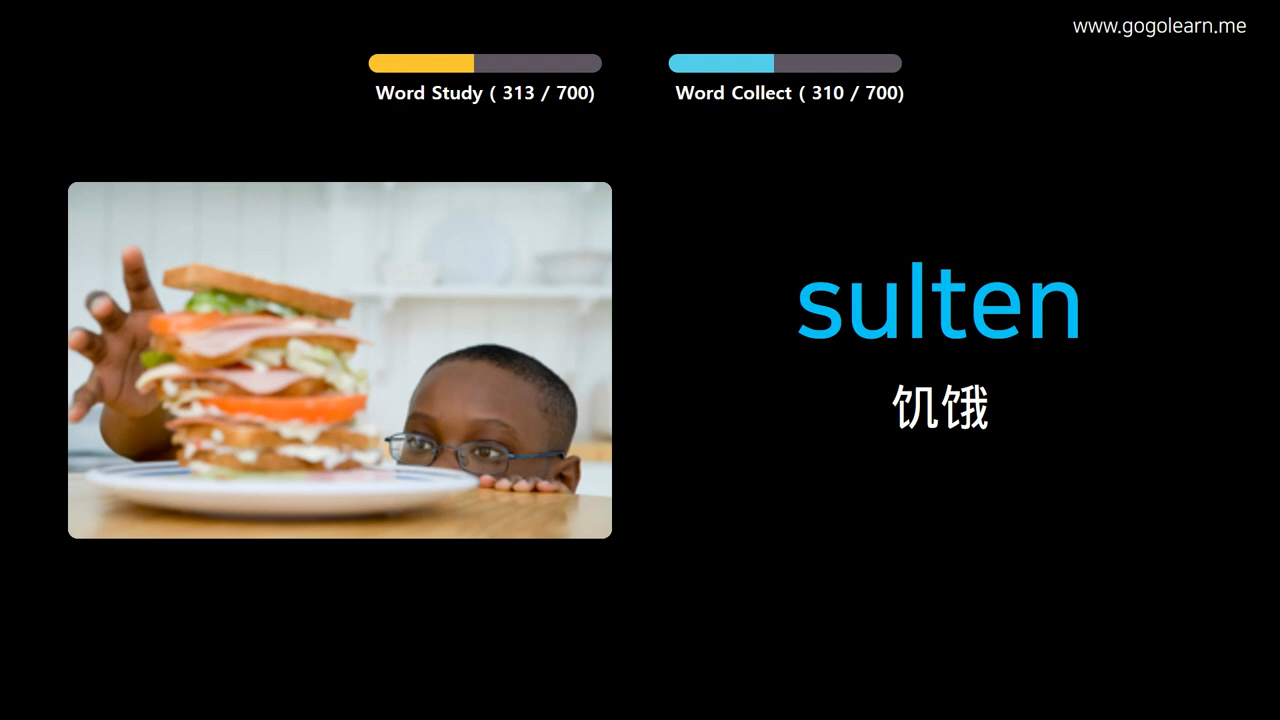 www.gogolearn.me
Word Study ( 313 / 700)
Word Collect ( 310 / 700)
sulten
饥饿